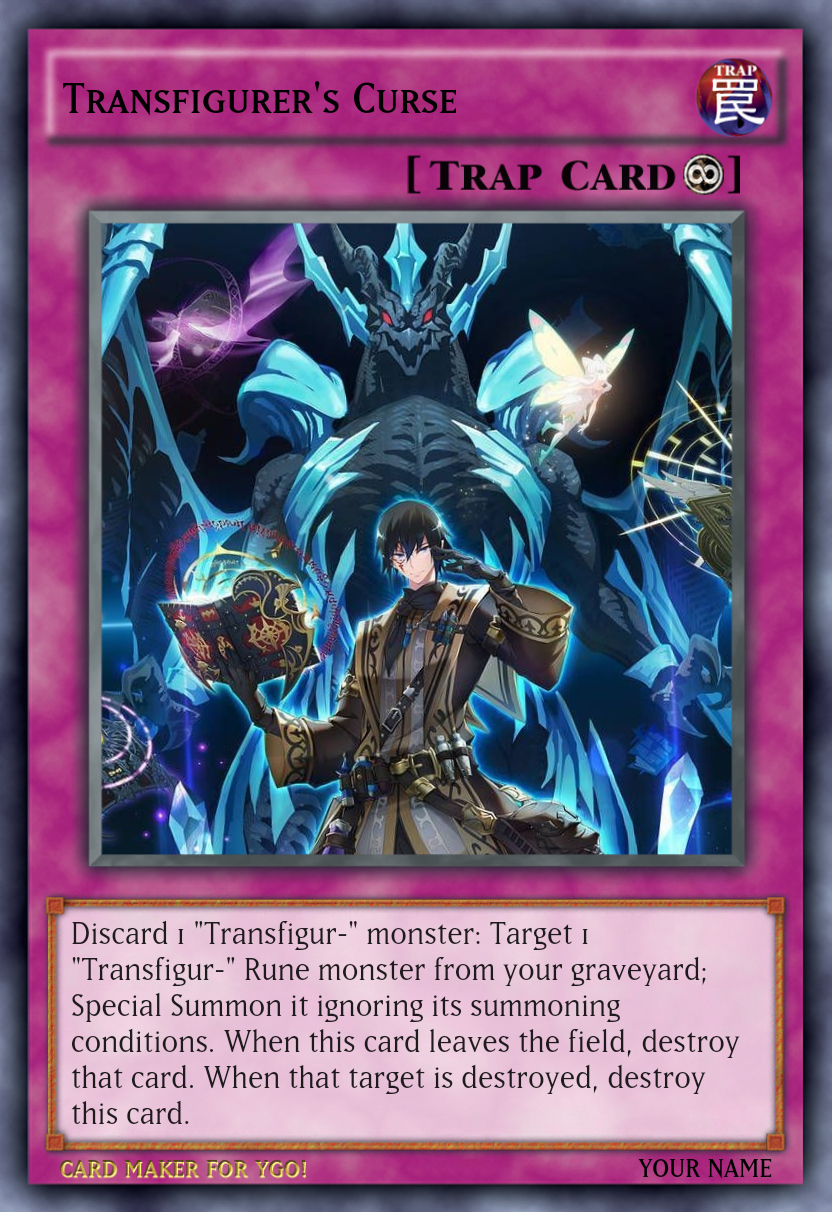 Transfigurer's Curse
TRAP
罠
[Trap Card]
Discard 1 "Transfigur-" monster: Target 1
"Transfigur-" Rune monster from your graveyard;
Special Summon it ignoring its summoning
conditions. When this card leaves the field, destroy
that card. When that target is destroyed, destroy
this card.
CARD MAKER FOR YGO!
YOUR NAME